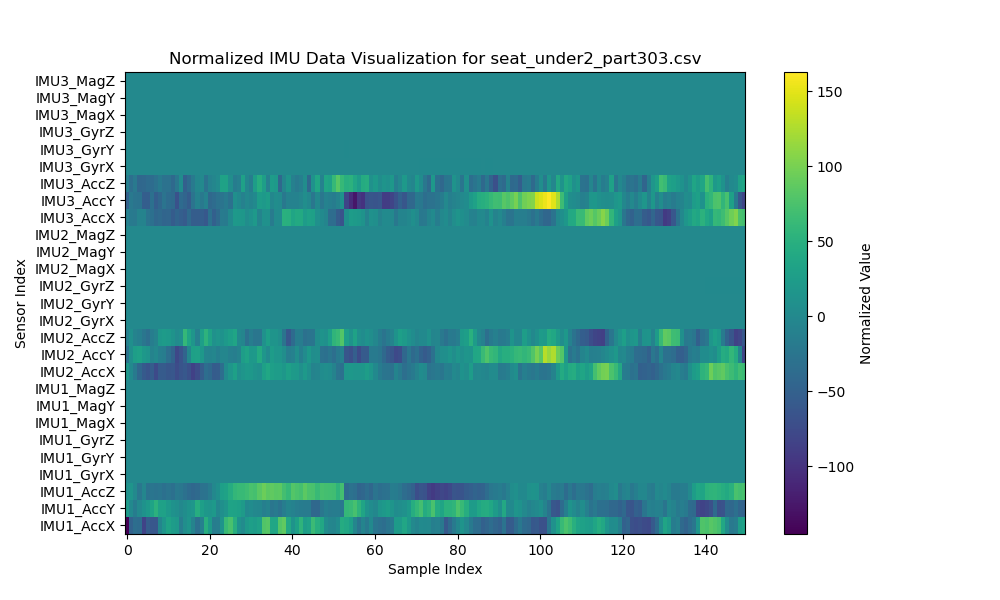 Normalized IMU Data Visualization for seat_under2_part303.csv
IMU3_MagZ
IMU3_MagY
IMU3_MagX
IMU3_GyrZ
IMU3_GyrY
IMU3_GyrX
IMU3_AccZ
IMU3_AccY
IMU3_AccX
IMU2_MagZ
IMU2_MagY
IMU2_MagX
IMU2_GyrZ
IMU2_GyrY
IMU2_GyrX
IMU2_AccZ
IMU2_AccY
IMU2_AccX
IMU1_MagZ
IMU1_MagY
IMU1_MagX
IMU1_GyrZ
IMU1_GyrY
IMU1_GyrX
IMU1_AccZ
IMU1_AccY
IMU1_AccX
Sensor Index
0 20 40 60 80 100 120 140
Sample Index
150
100
50
0
−50
−100
Normalized Value